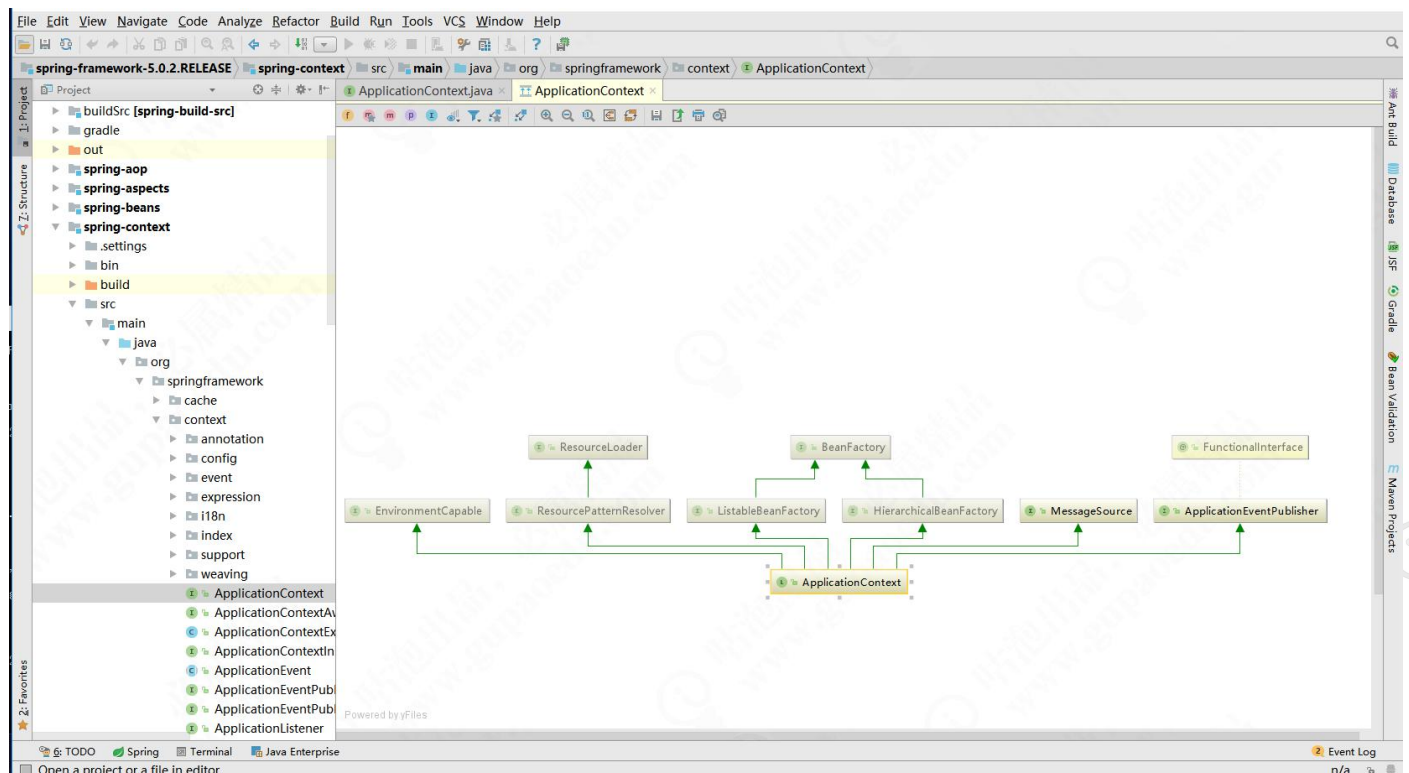 File Edit View Navigate Code Analyze Refactor Build Run Tools VCS Window Help
spring-framework-5.0.2.RELEASE spring-context src main java org springframework context ApplicationContext
Project
ApplicationContext.java
ApplicationContext
1: Project
Z: Structure
2: Favorites
buildSrc [spring-build-src]
gradle
out
spring-aop
spring-aspects
spring-beans
spring-context
.settings
bin
build
src
main
java
org
springframework
cache
context
annotation
config
event
expression
i18n
index
support
weaving
ApplicationContext
ApplicationContextAw
ApplicationContextEx
ApplicationContextIn
ApplicationEvent
ApplicationEventPubl
ApplicationEventPubl
ApplicationListener
ResourceLoader
BeanFactory
FunctionalInterface
EnvironmentCapable
ResourcePatternResolver
ListableBeanFactory
HierarchicalBeanFactory
MessageSource
ApplicationEventPublisher
ApplicationContext
Powered by yFiles
www.gupaoedu.com
Ant Build
Database
JSF
Gradle
Bean Validation
Maven Projects
6: TODO Spring Terminal Java Enterprise
2 Event Log
Open a project or a file in editor
n/a